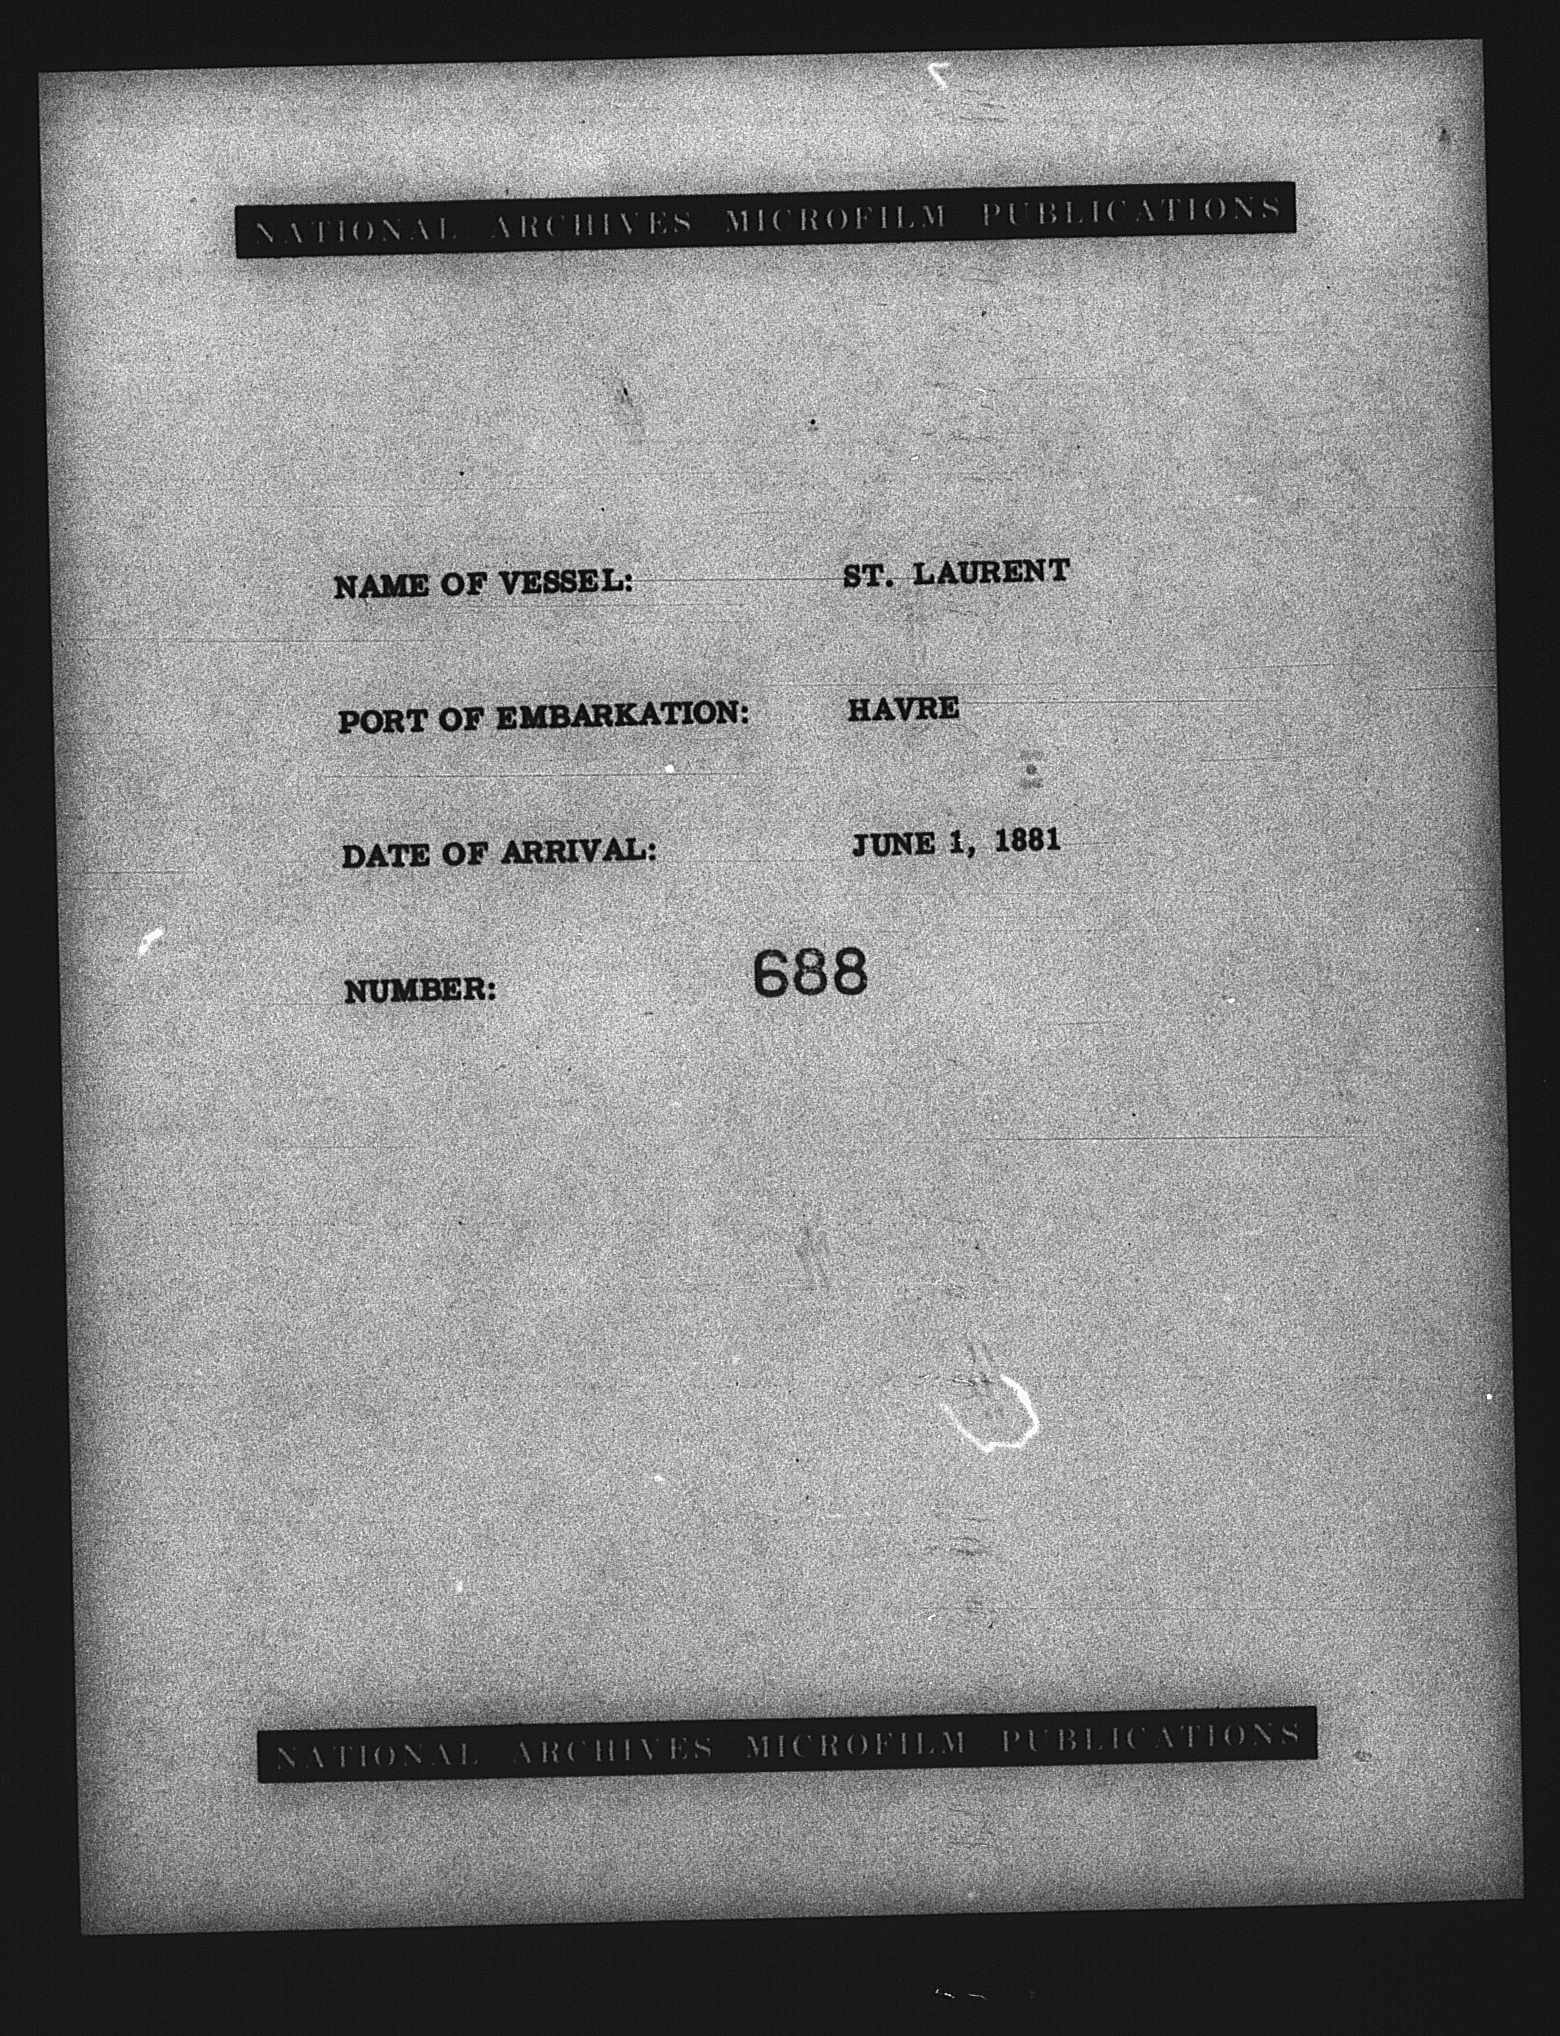 NATIONAL ARCHIVES MICROFILM PUBLICATIONS
NAME OF VESSEL: ST. LAURENT
PORT OF EMBARKATION: HAVRE
DATE OF ARRIVAL: JUNE 1, 1881
NUMBER: 688
NATIONAL ARCHIVES MICROFILM PUBLICATIONS